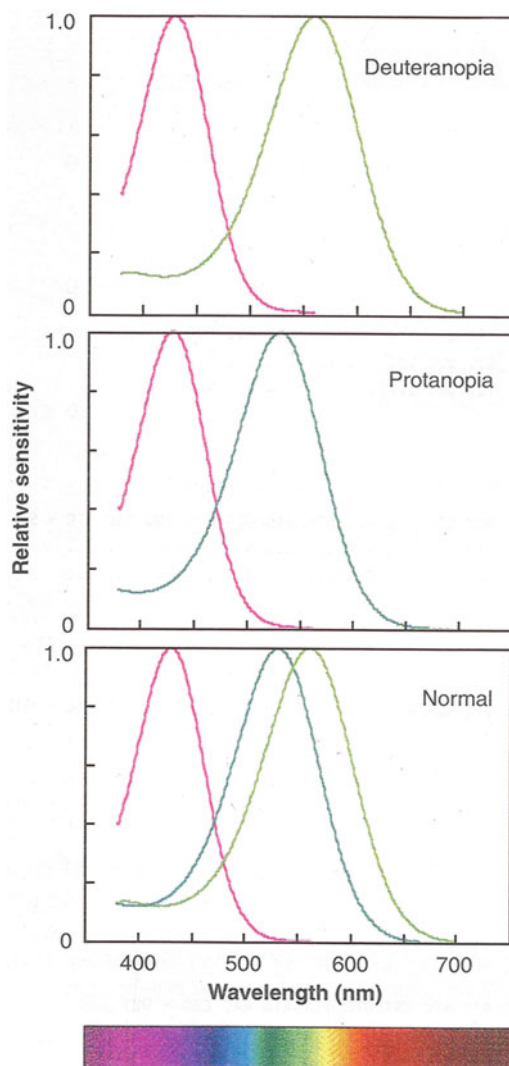 1.0
Deuteranopia
0
1.0
Protanopia
Relative sensitivity
0
1.0
Normal
0
400 500 600 700
Wavelength (nm)